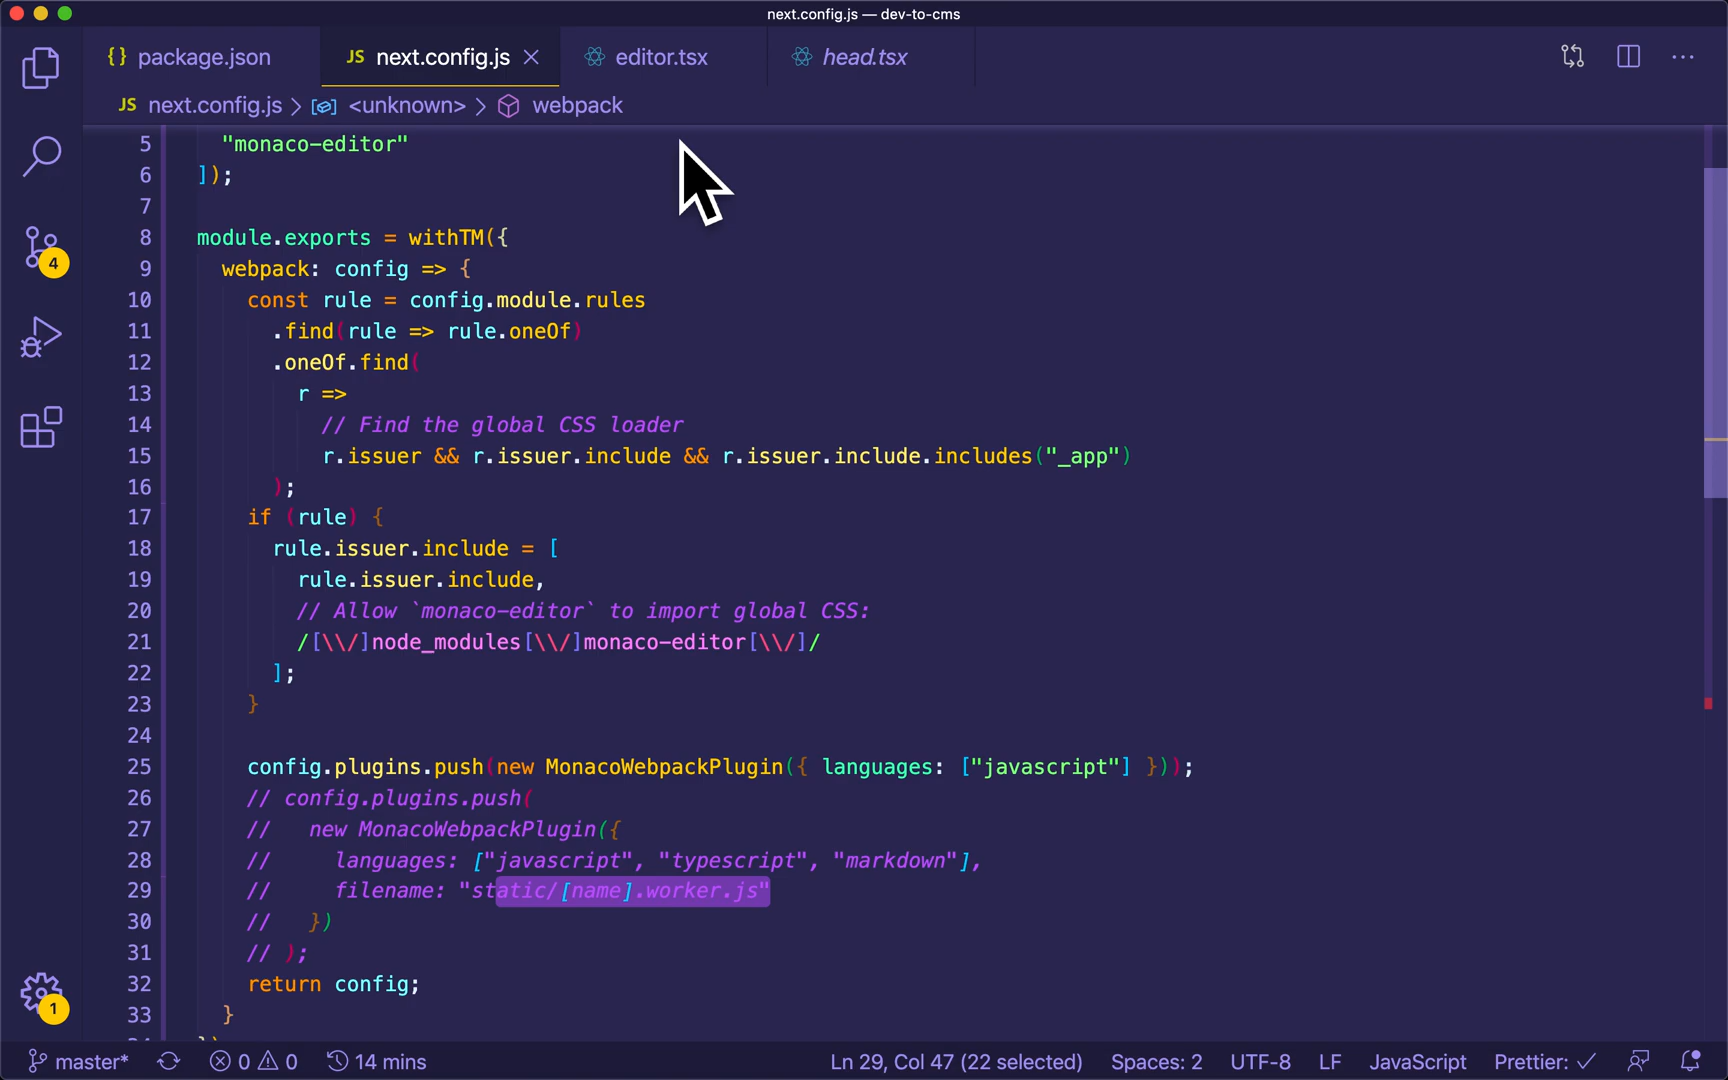 next.config.js — dev-to-cms
{} package.json
JS next.config.js
editor.tsx
head.tsx
JS next.config.js > <unknown> > webpack
5 "monaco-editor"
6 ]);
7
8 module.exports = withTM({
9 webpack: config => {
10 const rule = config.module.rules
11 .find(rule => rule.oneOf)
12 .oneOf.find(
13 r =>
14 // Find the global CSS loader
15 r.issuer && r.issuer.include && r.issuer.include.includes("_app")
16 );
17 if (rule) {
18 rule.issuer.include = [
19 rule.issuer.include,
20 // Allow `monaco-editor` to import global CSS:
21 /[\\/]node_modules[\\/]monaco-editor[\\/]/
22 ];
23 }
24
25 config.plugins.push(new MonacoWebpackPlugin({ languages: ["javascript"] }));
26 // config.plugins.push(
27 //   new MonacoWebpackPlugin({
28 //     languages: ["javascript", "typescript", "markdown"],
29 //     filename: "static/[name].worker.js"
30 //   })
31 // );
32 return config;
33 }
4
1
master* 0 0 14 mins Ln 29, Col 47 (22 selected) Spaces: 2 UTF-8 LF JavaScript Prettier: ✓